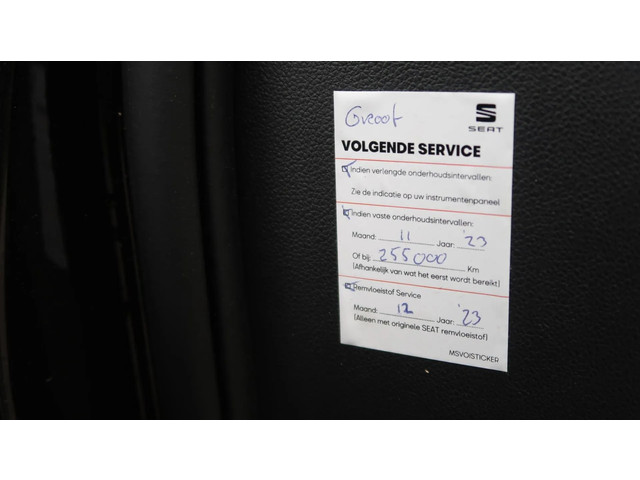 Groot
SEAT
VOLGENDE SERVICE
Indien verlengde onderhoudsintervallen:
Zie de indicatie op uw instrumentenpaneel
Indien vaste onderhoudsintervallen:
Maand: 11 Jaar: '23
Of bij: 255000 Km
(Afhankelijk van wat het eerst wordt bereikt)
Remvloeistof Service
Maand: 12 Jaar: '23
(Alleen met originele SEAT remvloeistof)
MSVOISTICKER